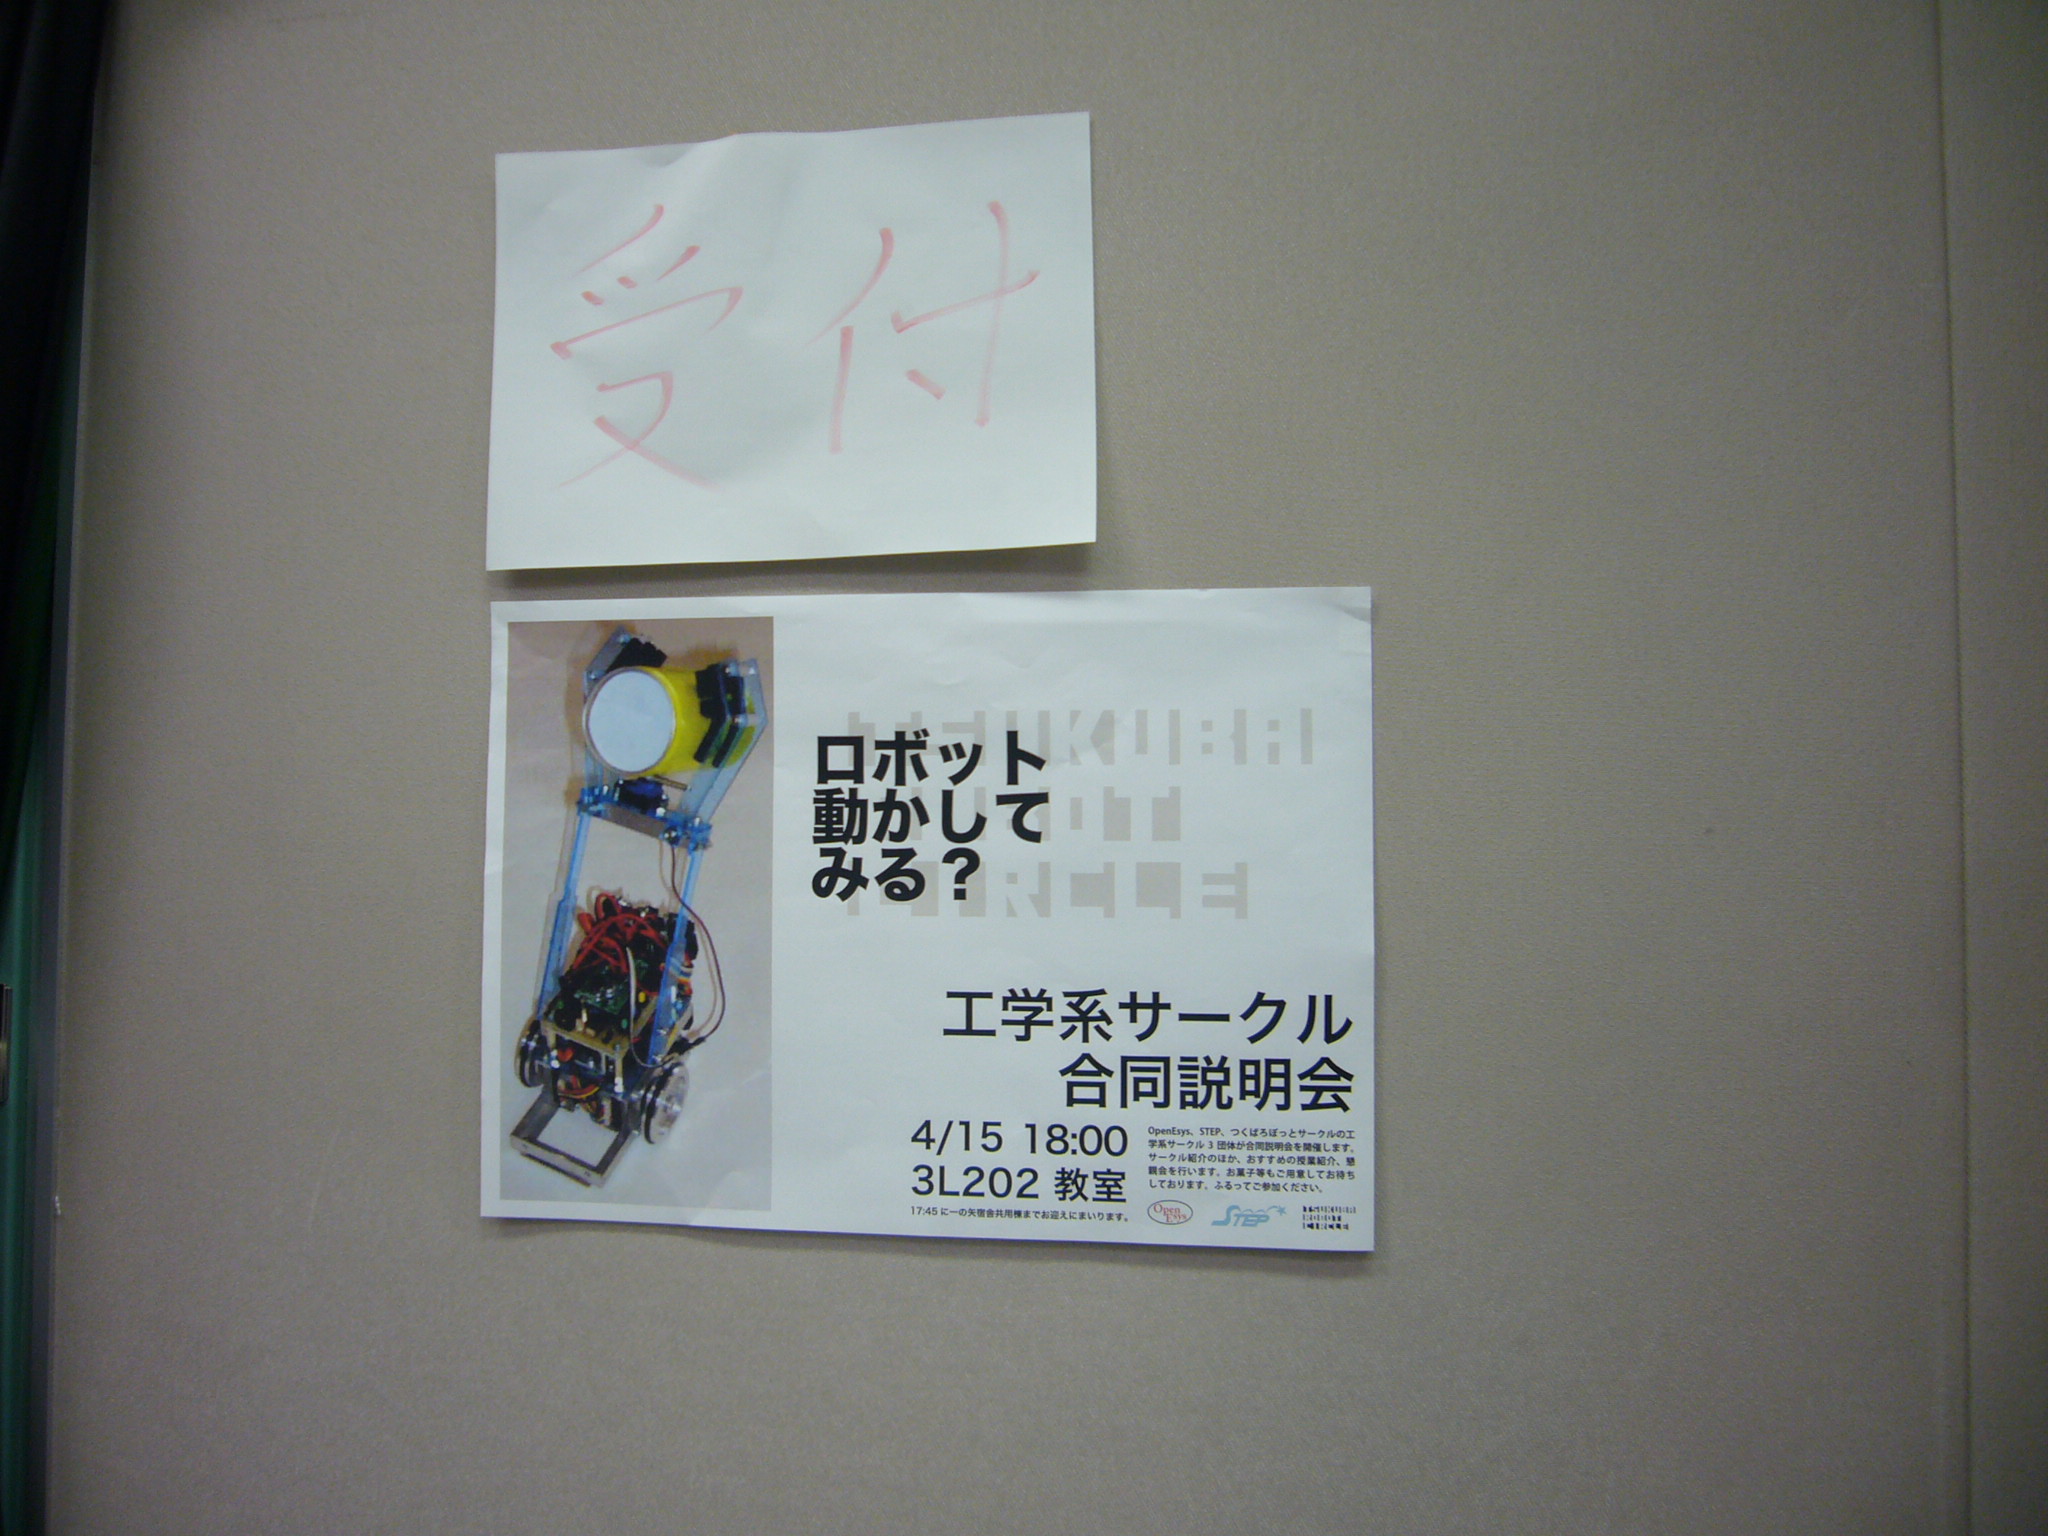 受付
ロボット
動かして
みる?
TSUKUBA
CIRCLE
工学系サークル
合同説明会
4/15 18:00
3L202 教室
17:45 に一の矢宿舎共用棟までお迎えにまいります。
OpenEsys、STEP、つくばろぼっとサークルの工
学系サークル 3 団体が合同説明会を開催します。
サークル紹介のほか、おすすめの授業紹介、懇
親会を行います。お菓子等もご用意してお待ち
しております。ふるってご参加ください。
Open
Esys
STEP